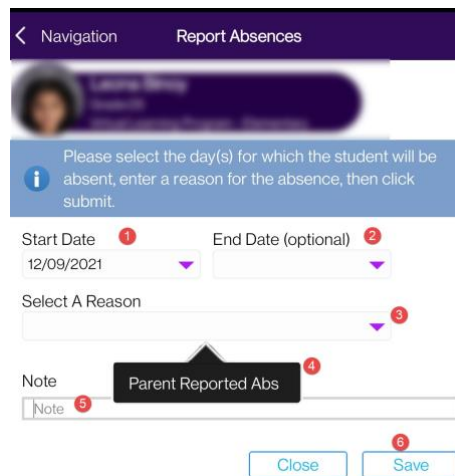 Navigation Report Absences
Please select the day(s) for which the student will be
absent, enter a reason for the absence, then click
submit.
Start Date 1 End Date (optional) 2
12/09/2021
Select A Reason
3
Parent Reported Abs 4
Note
Note 5
6
Close Save